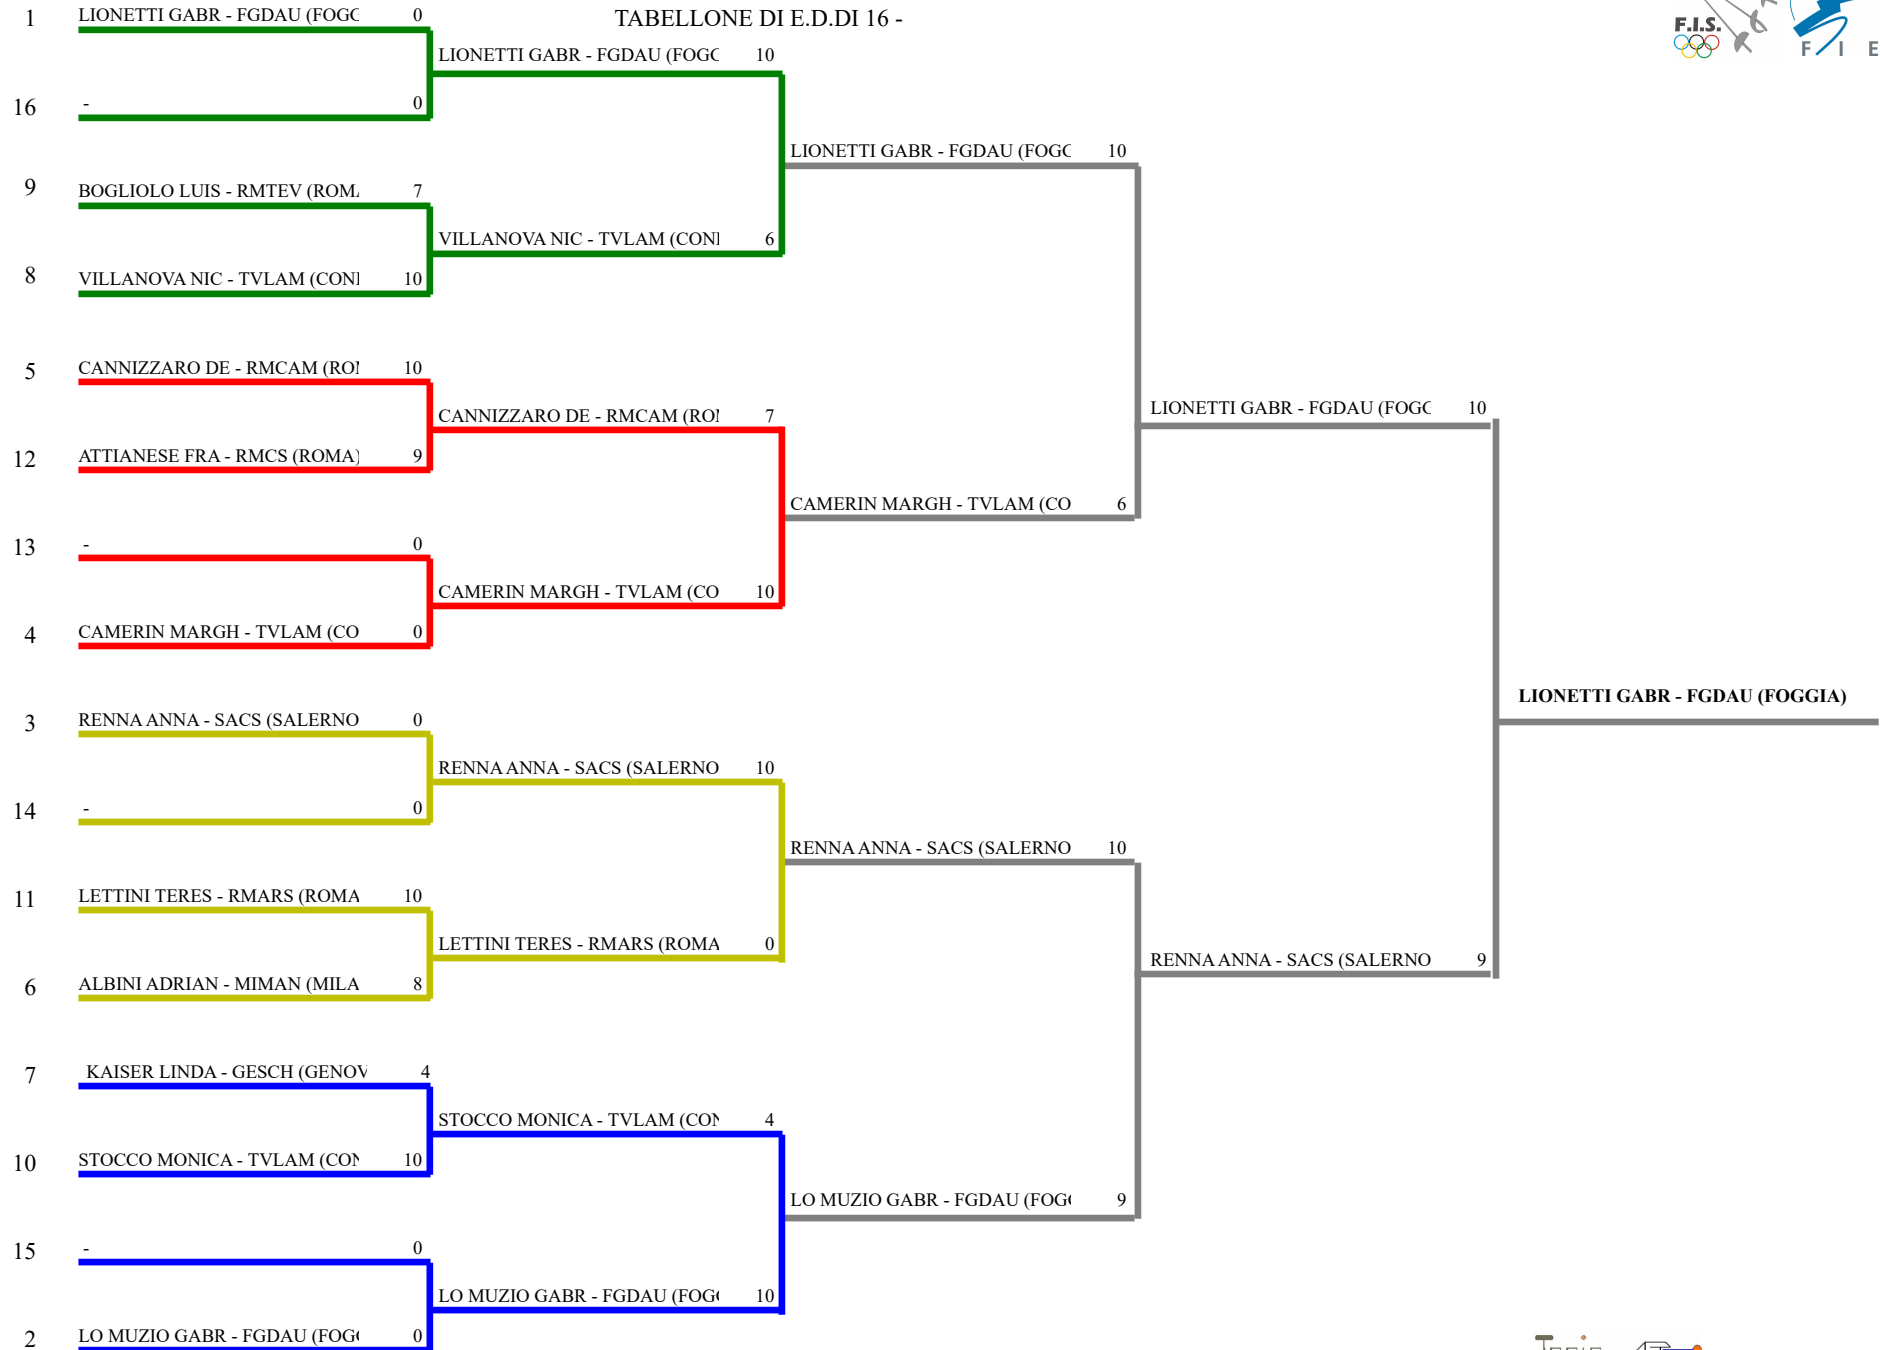 TABELLONE DI E.D.DI 16 -
F.I.S.
F I E
1 LIONETTI GABR - FGDAU (FOGC 0
LIONETTI GABR - FGDAU (FOGC 10
16 - 0
LIONETTI GABR - FGDAU (FOGC 10
9 BOGLIOLO LUIS - RMTEV (ROMA 7
VILLANOVA NIC - TVLAM (CONI 6
8 VILLANOVA NIC - TVLAM (CONI 10
5 CANNIZZARO DE - RMCAM (ROM 10
LIONETTI GABR - FGDAU (FOGC 10
CANNIZZARO DE - RMCAM (ROM 7
12 ATTIANESE FRA - RMCS (ROMA) 9
CAMERIN MARGH - TVLAM (CO 6
13 - 0
CAMERIN MARGH - TVLAM (CO 10
4 CAMERIN MARGH - TVLAM (CO 0
LIONETTI GABR - FGDAU (FOGGIA)
3 RENNA ANNA - SACS (SALERNO 0
RENNA ANNA - SACS (SALERNO 10
14 - 0
RENNA ANNA - SACS (SALERNO 10
11 LETTINI TERES - RMARS (ROMA 10
LETTINI TERES - RMARS (ROMA 0
RENNA ANNA - SACS (SALERNO 9
6 ALBINI ADRIAN - MIMAN (MILA 8
7 KAISER LINDA - GESCH (GENOV 4
STOCCO MONICA - TVLAM (CON 4
10 STOCCO MONICA - TVLAM (CON 10
LO MUZIO GABR - FGDAU (FOGG 9
15 - 0
LO MUZIO GABR - FGDAU (FOGG 10
2 LO MUZIO GABR - FGDAU (FOGG 0